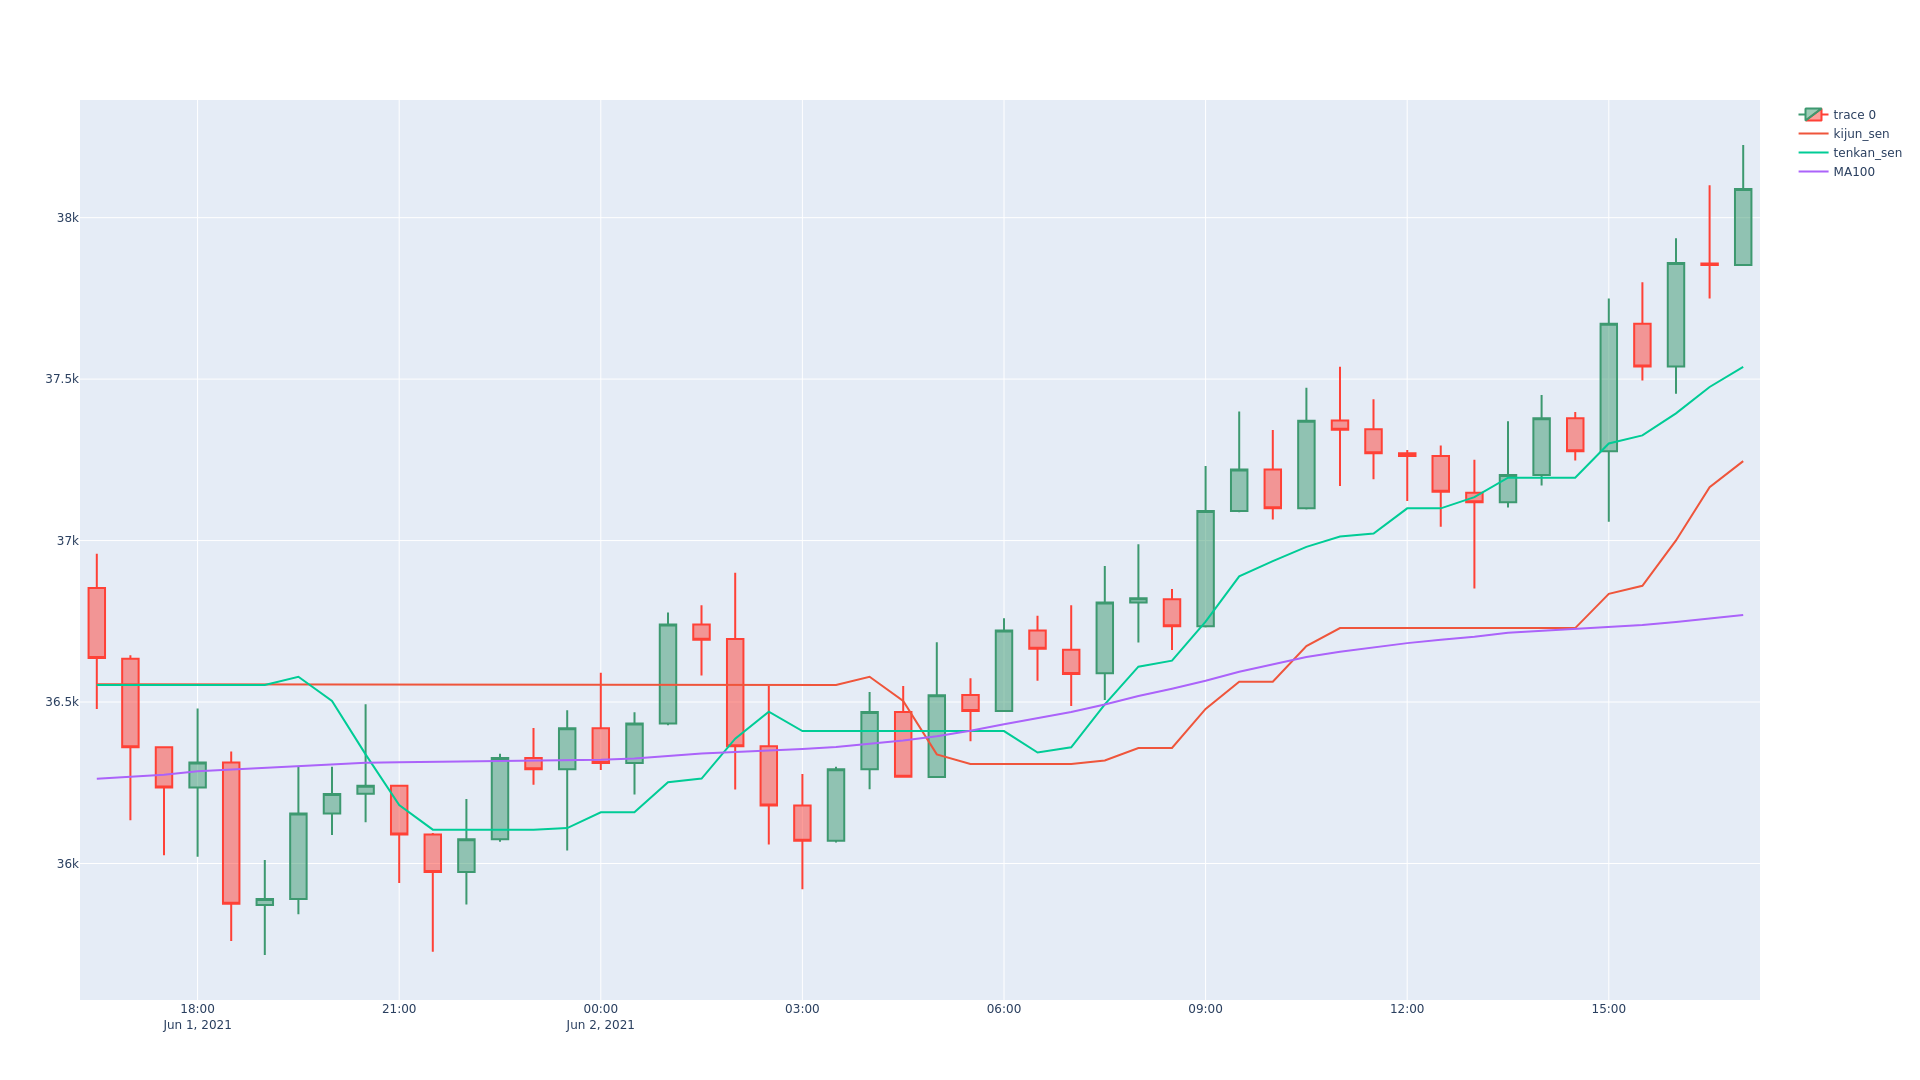 trace 0
kijun_sen
tenkan_sen
MA100
38k
37.5k
37k
36.5k
36k
18:00
Jun 1, 2021
21:00
00:00
Jun 2, 2021
03:00
06:00
09:00
12:00
15:00